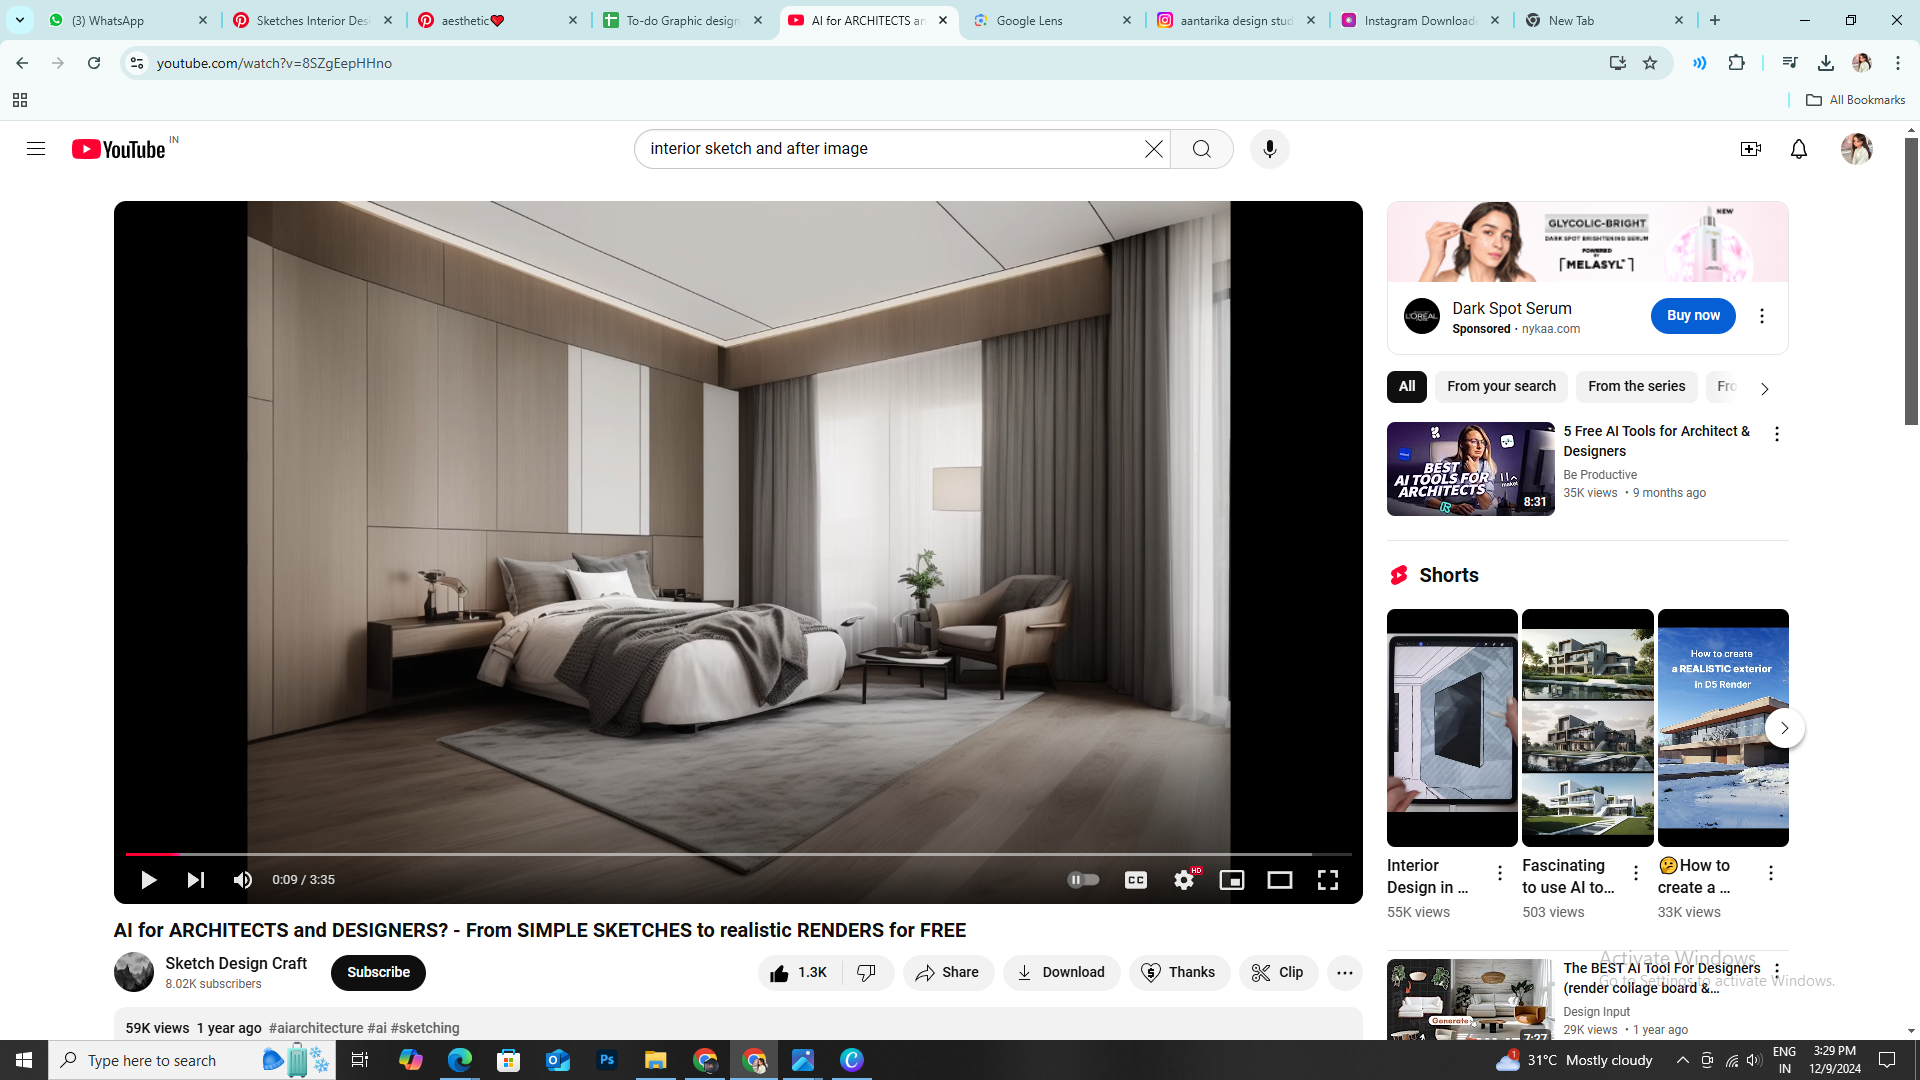 (3) WhatsApp
Sketches Interior Des
aesthetic❤️
To-do Graphic design
AI for ARCHITECTS an
Google Lens
aantarika design stud
Instagram Downloade
New Tab
youtube.com/watch?v=8SZgEepHHno
All Bookmarks
YouTube IN
interior sketch and after image
GLYCOLIC-BRIGHT
NEW
DARK SPOT BRIGHTENING SERUM
POWERED
BY
MELASYL
L'OREAL
Dark Spot Serum
Sponsored · nykaa.com
Buy now
All
From your search
From the series
Fro
BEST
AI TOOLS FOR
ARCHITECTS
8:31
5 Free AI Tools for Architect &
Designers
Be Productive
35K views • 9 months ago
Shorts
How to create
a REALISTIC exterior
in D5 Render
Interior
Design in ...
55K views
Fascinating
to use AI to...
503 views
🤔How to
create a ...
33K views
0:09 / 3:35
CC
HD
AI for ARCHITECTS and DESIGNERS? - From SIMPLE SKETCHES to realistic RENDERS for FREE
Sketch Design Craft
8.02K subscribers
Subscribe
1.3K
Share
Download
Thanks
Clip
59K views 1 year ago #aiarchitecture #ai #sketching
Generate
7:27
The BEST AI Tool For Designers
(render collage board &...
Design Input
29K views • 1 year ago
Activate Windows
Go to Settings to activate Windows.
Type here to search
Ps
1
31°C Mostly cloudy
ENG
IN
3:29 PM
12/9/2024